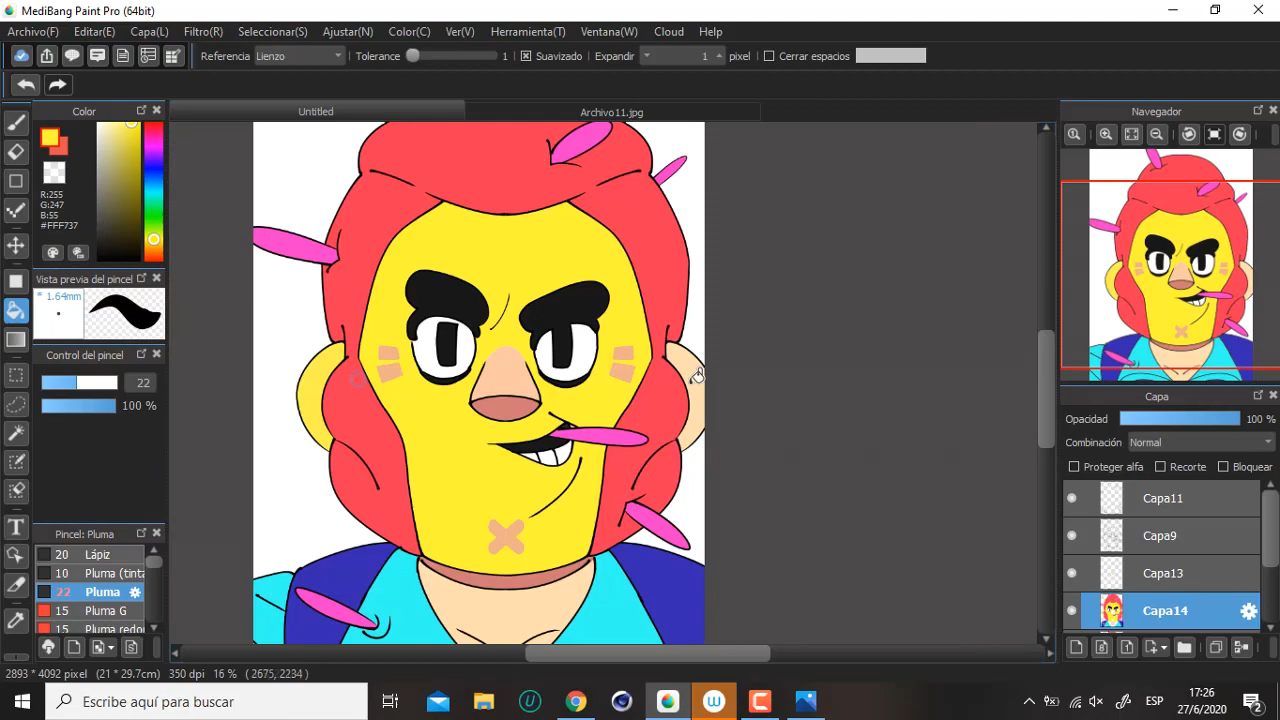 MediBang Paint Pro (64bit)
Archivo(F) Editar(E) Capa(L) Filtro(R) Seleccionar(S) Ajustar(N) Color(C) Ver(V) Herramienta(T) Ventana(W) Cloud Help
Referencia Lienzo Tolerance 1 Suavizado Expandir 1 pixel Cerrar espacios
Color Untitled Archivo11.jpg Navegador
R:255
G:247
B:55
#FFF737
Vista previa del pincel
1.64mm
Control del pincel
22
100 %
Capa
Opacidad 100 %
Combinación Normal
Proteger alfa Recorte Bloquear
Capa11
Capa9
Capa13
Capa14
Pincel: Pluma
20 Lápiz
10 Pluma (tinta
22 Pluma
15 Pluma G
15 Pluma redo
2893 * 4092 pixel (21 * 29.7cm) 350 dpi 16 % ( 2675, 2234 )
Escribe aquí para buscar
ESP
17:26
27/6/2020
2